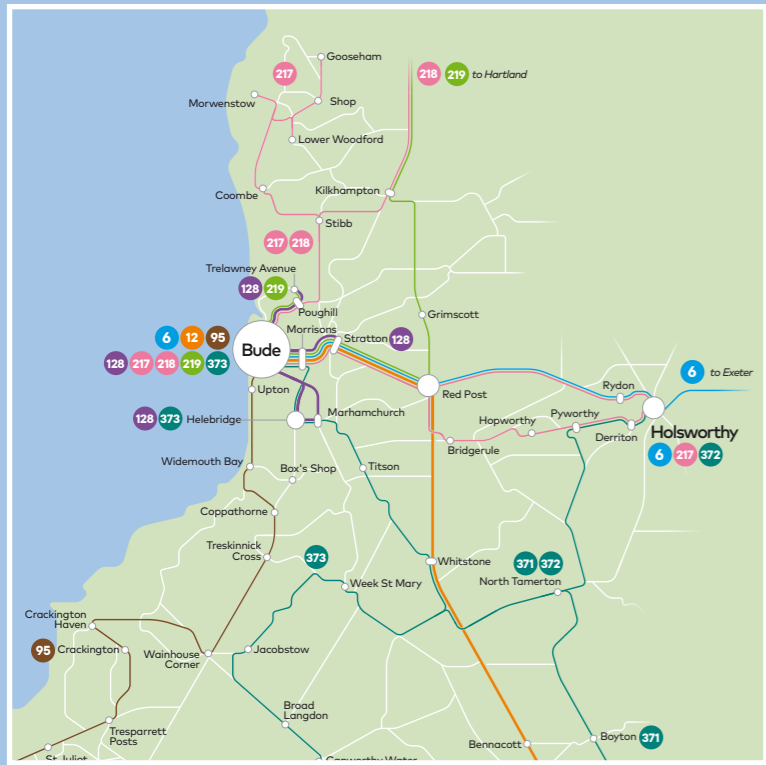 Gooseham
217
218 219 to Hartland
Morwenstow
Shop
Lower Woodford
Coombe
Kilkhampton
Stibb
217 218
Trelawney Avenue
128 219
Poughill
Grimscott
6 12 95
Morrisons
Stratton 128
Bude
128 217 218 219 373
Upton
Red Post
6 to Exeter
Rydon
128 373 Helebridge
Marhamchurch
Hopworthy
Pyworthy
Derriton
Holsworthy
6 217 372
Bridgerule
Widemouth Bay
Box's Shop
Titson
Coppathorne
Treskinnick
Cross
373
Whitstone
371 372
North Tamerton
Week St Mary
Crackington
Haven
95 Crackington
Wainhouse
Corner
Jacobstow
Broad
Langdon
Tresparrett
Posts
Bennacott
Boyton 371
St Juliot
Canworthy Water